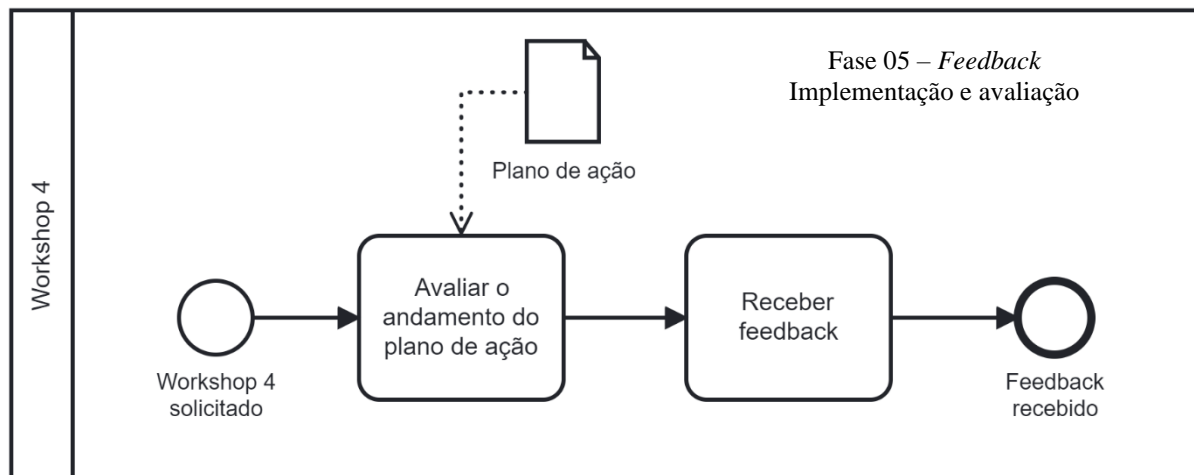 Fase 05 – Feedback
Implementação e avaliação
Plano de ação
Workshop 4
Avaliar o
andamento do
plano de ação
Receber
feedback
Workshop 4
solicitado
Feedback
recebido